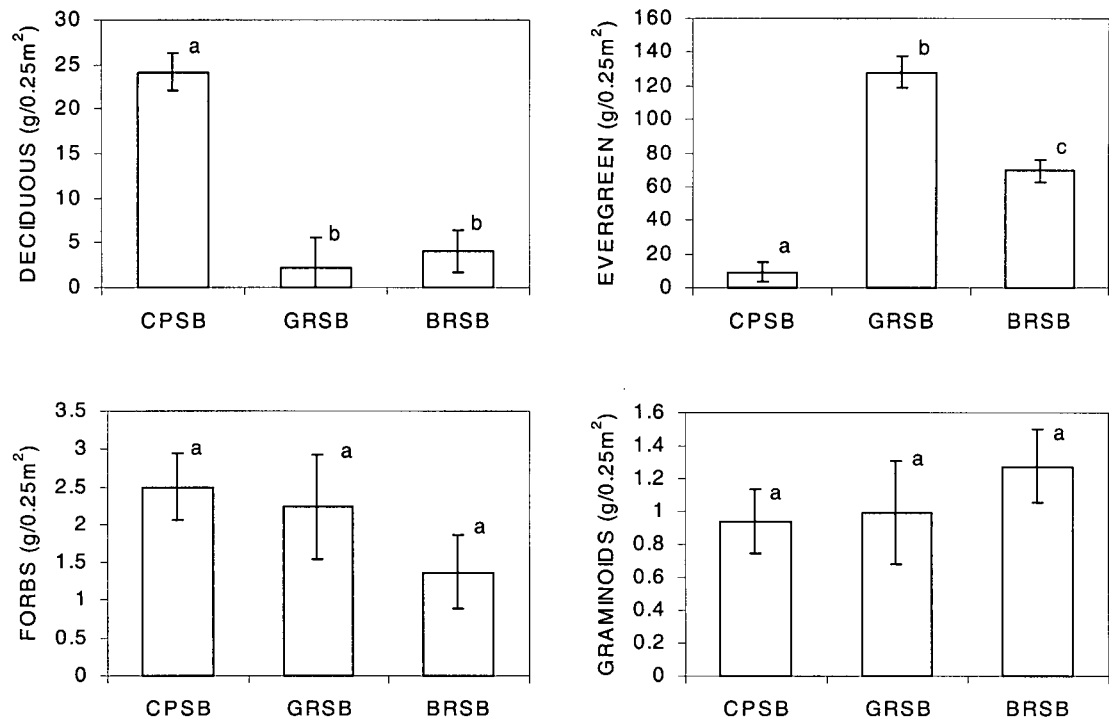 DECIDUOUS (g/0.25m²)
30
25
20
15
10
5
0
a
b
b
CPSB GRSB BRSB
EVERGREEN (g/0.25m²)
160
140
120
100
80
60
40
20
0
a
b
c
CPSB GRSB BRSB
FORBS (g/0.25m²)
3.5
3
2.5
2
1.5
1
0.5
0
a
a
a
CPSB GRSB BRSB
GRAMINOIDS (g/0.25m²)
1.6
1.4
1.2
1
0.8
0.6
0.4
0.2
0
a
a
a
CPSB GRSB BRSB